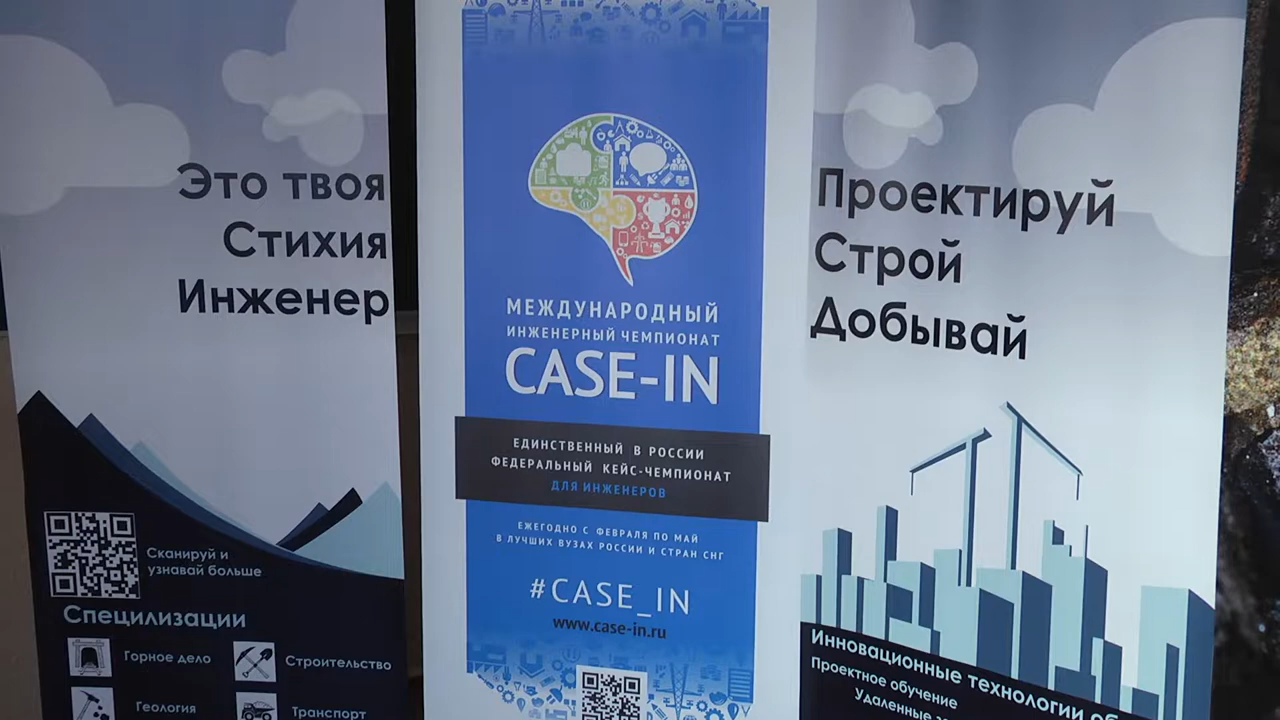 Это твоя
Стихия
Инженер
Сканируй и
узнавай больше
Специлизации
Горное дело
Строительство
Геология
Транспорт
МЕЖДУНАРОДНЫЙ
ИНЖЕНЕРНЫЙ ЧЕМПИОНАТ
CASE-IN
ЕДИНСТВЕННЫЙ В РОССИИ
ФЕДЕРАЛЬНЫЙ КЕЙС-ЧЕМПИОНАТ
ДЛЯ ИНЖЕНЕРОВ
ЕЖЕГОДНО С ФЕВРАЛЯ ПО МАЙ
В ЛУЧШИХ ВУЗАХ РОССИИ И СТРАН СНГ
#CASE_IN
www.case-in.ru
Проектируй
Строй
Добывай
Инновационные технологии
Проектное обучение
Удаленные